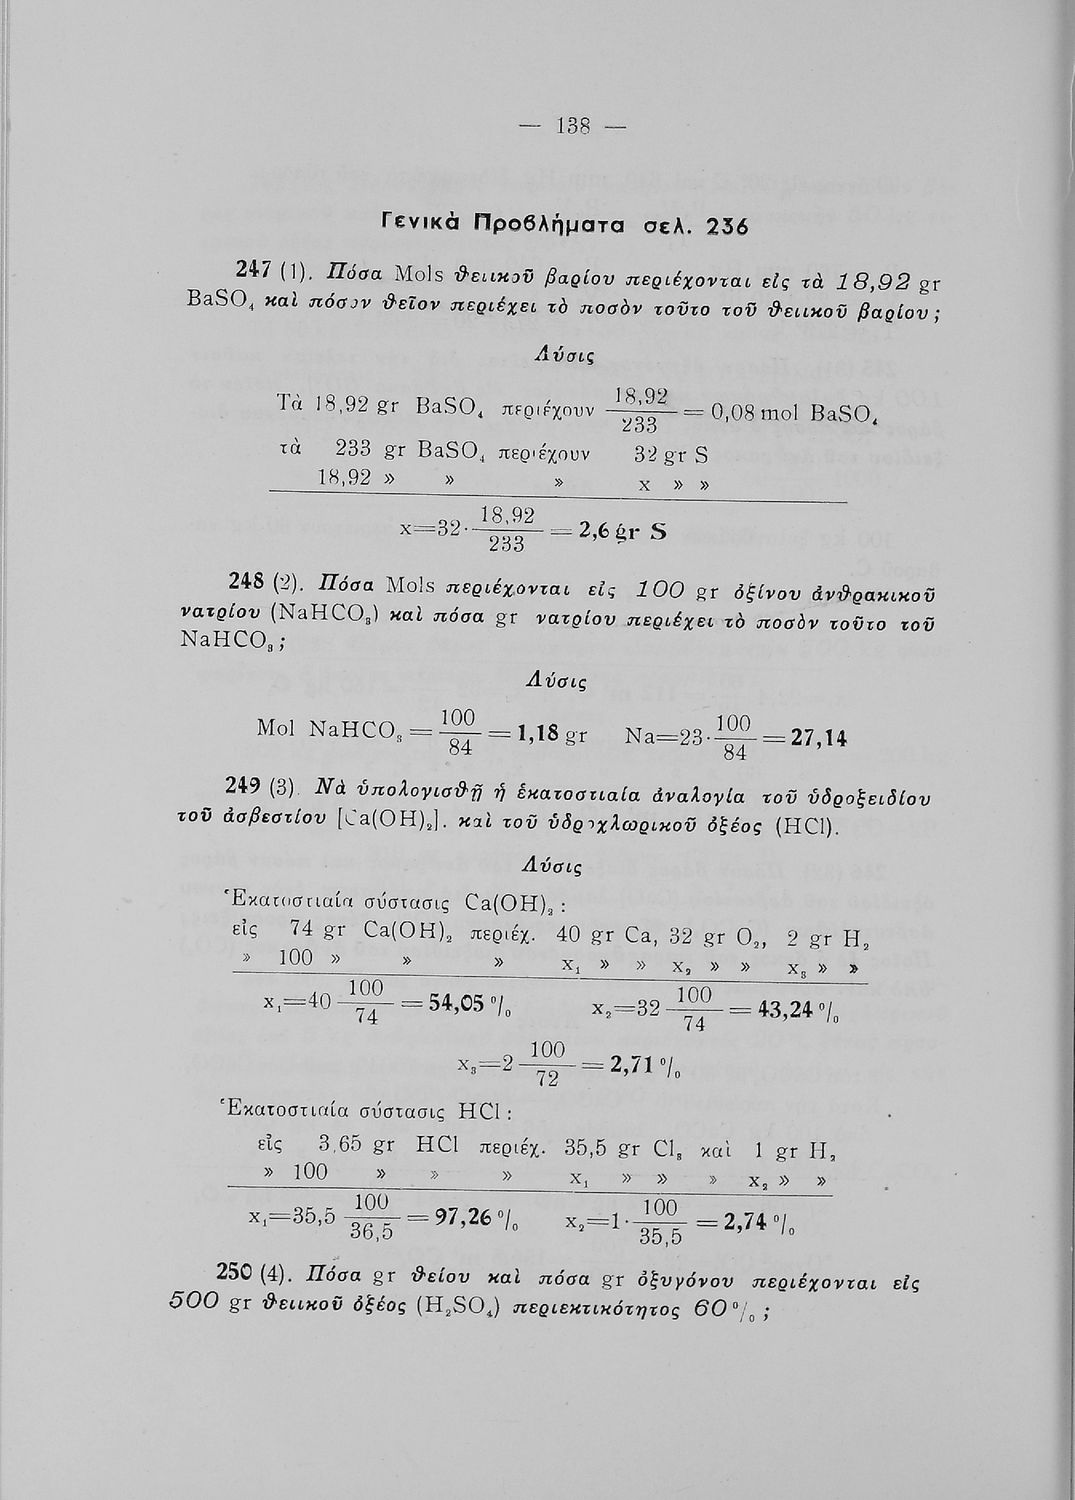 — 138 —
Γενικὰ Προβλήματα σελ. 236
247 (1). Πόσα Mols θειικοῦ βαρίου περιέχονται εἰς τὰ 18,92 gr
BaSO₄ καὶ πόσον θεῖον περιέχει τὸ ποσὸν τοῦτο τοῦ θειικοῦ βαρίου;
Λύσις
Τὰ 18,92 gr BaSO₄ περιέχουν 18,92/233 = 0,08 mol BaSO₄
τὰ 233 gr BaSO₄ περιέχουν 32 gr S
18,92 » » » x » »
x=32·18,92/233 = 2,6 gr S
248 (2). Πόσα Mols περιέχονται εἰς 100 gr ὀξίνου ἀνθρακικοῦ
νατρίου (NaHCO₃) καὶ πόσα gr νατρίου περιέχει τὸ ποσὸν τοῦτο τοῦ
NaHCO₃;
Λύσις
Mol NaHCO₃ = 100/84 = 1,18 gr Na=23·100/84 = 27,14
249 (3) Νὰ ὑπολογισθῇ ἡ ἑκατοστιαία ἀναλογία τοῦ ὑδροξειδίου
τοῦ ἀσβεστίου [Ca(OH)₂]. καὶ τοῦ ὑδροχλωρικοῦ ὀξέος (HCl).
Λύσις
Ἑκατοστιαία σύστασις Ca(OH)₂ :
εἰς 74 gr Ca(OH)₂ περιέχ. 40 gr Ca, 32 gr O₂, 2 gr H₂
» 100 » » » x₁ » » x₂ » » x₃ » »
x₁=40 100/74 = 54,05 % x₂=32 100/74 = 43,24 %
x₃=2 100/72 = 2,71 %
Ἑκατοστιαία σύστασις HCl :
εἰς 3,65 gr HCl περιέχ. 35,5 gr Cl₂ καὶ 1 gr H₂
» 100 » » » x₁ » » » x₂ » »
x₁=35,5 100/36,5 = 97,26 % x₂=1·100/35,5 = 2,74 %
250 (4). Πόσα gr θείου καὶ πόσα gr ὀξυγόνου περιέχονται εἰς
500 gr θειικοῦ ὀξέος (H₂SO₄) περιεκτικότητος 60 % ;